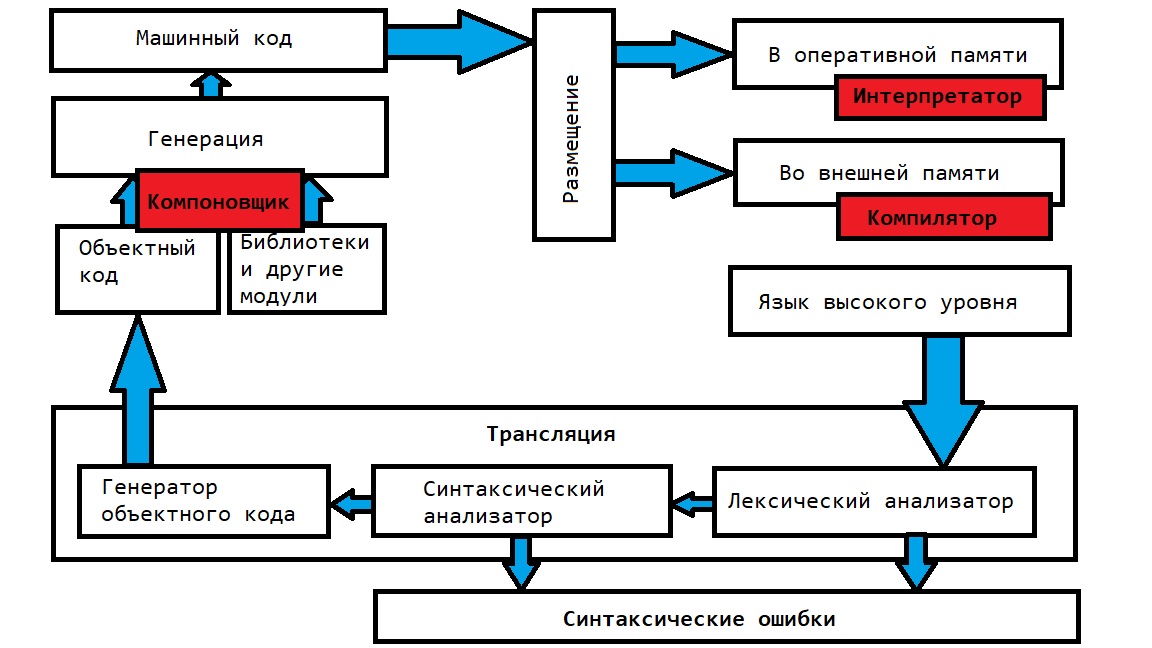 Машинный код
Генерация
Компоновщик
Объектный
код
Библиотеки
и другие
модули
Размещение
В оперативной памяти
Интерпретатор
Во внешней памяти
Компилятор
Язык высокого уровня
Трансляция
Генератор
объектного кода
Синтаксический
анализатор
Лексический анализатор
Синтаксические ошибки